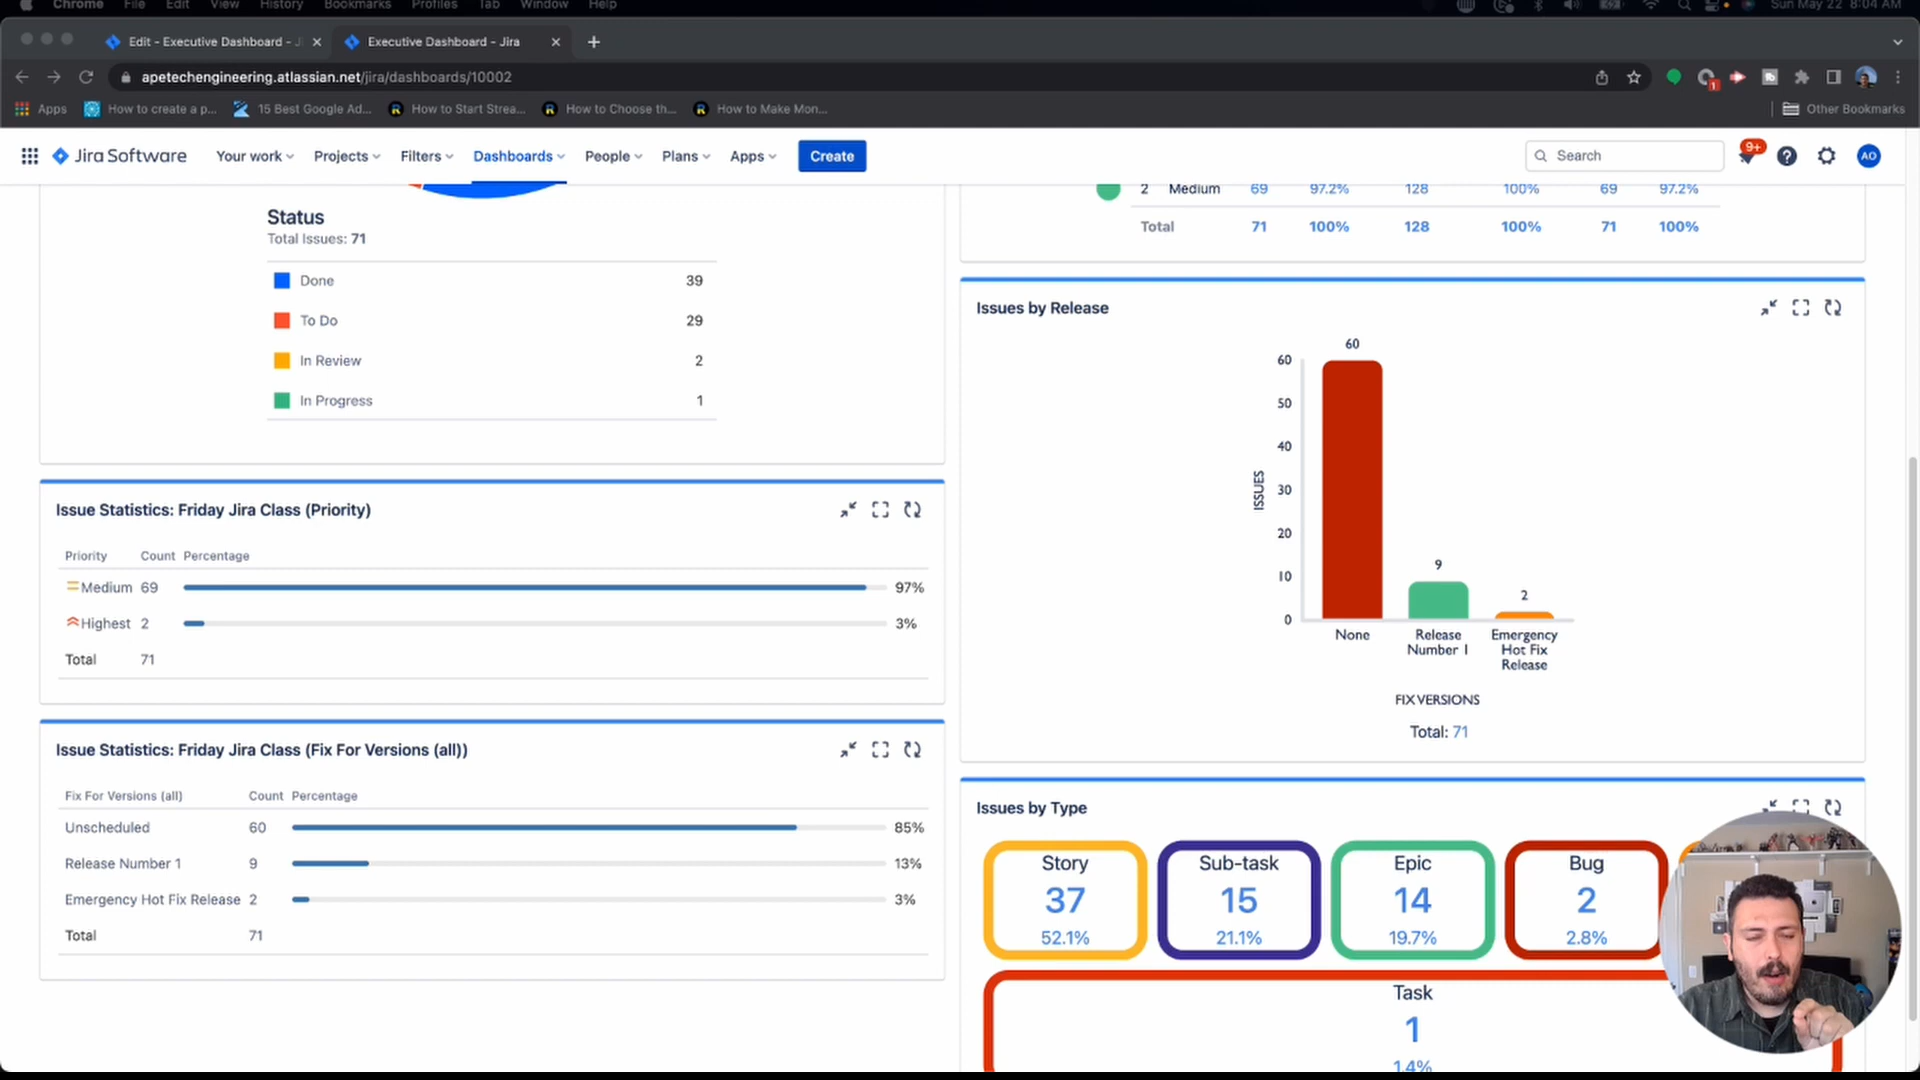 Chrome File Edit View History Bookmarks Profiles Tab Window Help Sun May 22 8:04 AM
Edit - Executive Dashboard - Ji Executive Dashboard - Jira
apetechengineering.atlassian.net/jira/dashboards/10002
Apps How to create a p... 15 Best Google Ad... How to Start Strea... How to Choose th... How to Make Mon... Other Bookmarks
Jira Software Your work Projects Filters Dashboards People Plans Apps Create Search 9+ AO
Status
Total Issues: 71
Done 39
To Do 29
In Review 2
In Progress 1
Issue Statistics: Friday Jira Class (Priority)
Priority Count Percentage
Medium 69 97%
Highest 2 3%
Total 71
Issue Statistics: Friday Jira Class (Fix For Versions (all))
Fix For Versions (all) Count Percentage
Unscheduled 60 85%
Release Number 1 9 13%
Emergency Hot Fix Release 2 3%
Total 71
2 Medium 69 97.2% 128 100% 69 97.2%
Total 71 100% 128 100% 71 100%
Issues by Release
60
60
50
40
ISSUES
30
20
9
10
2
0
None Release Number 1 Emergency Hot Fix Release
FIX VERSIONS
Total: 71
Issues by Type
Story Sub-task Epic Bug
37 15 14 2
52.1% 21.1% 19.7% 2.8%
Task
1
1.4%